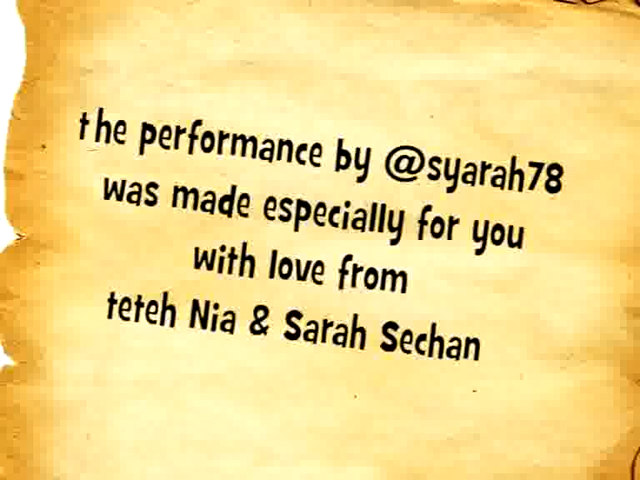 the performance by @syarah78
was made especially for you
with love from
teteh Nia & Sarah Sechan